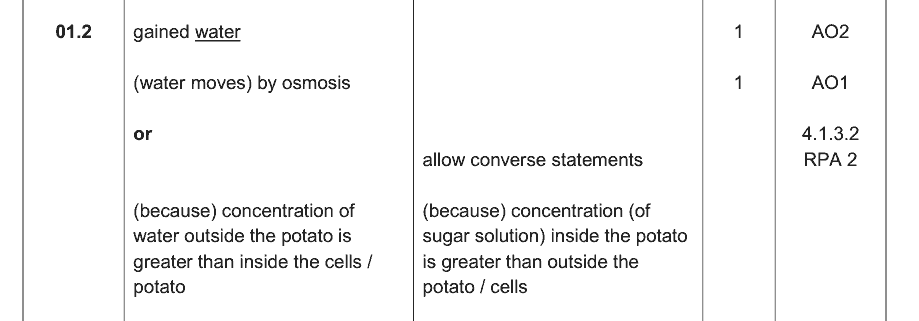 01.2 gained water 1 AO2
(water moves) by osmosis 1 AO1
or 4.1.3.2
allow converse statements RPA 2
(because) concentration of (because) concentration (of
water outside the potato is sugar solution) inside the potato
greater than inside the cells / is greater than outside the
potato potato / cells